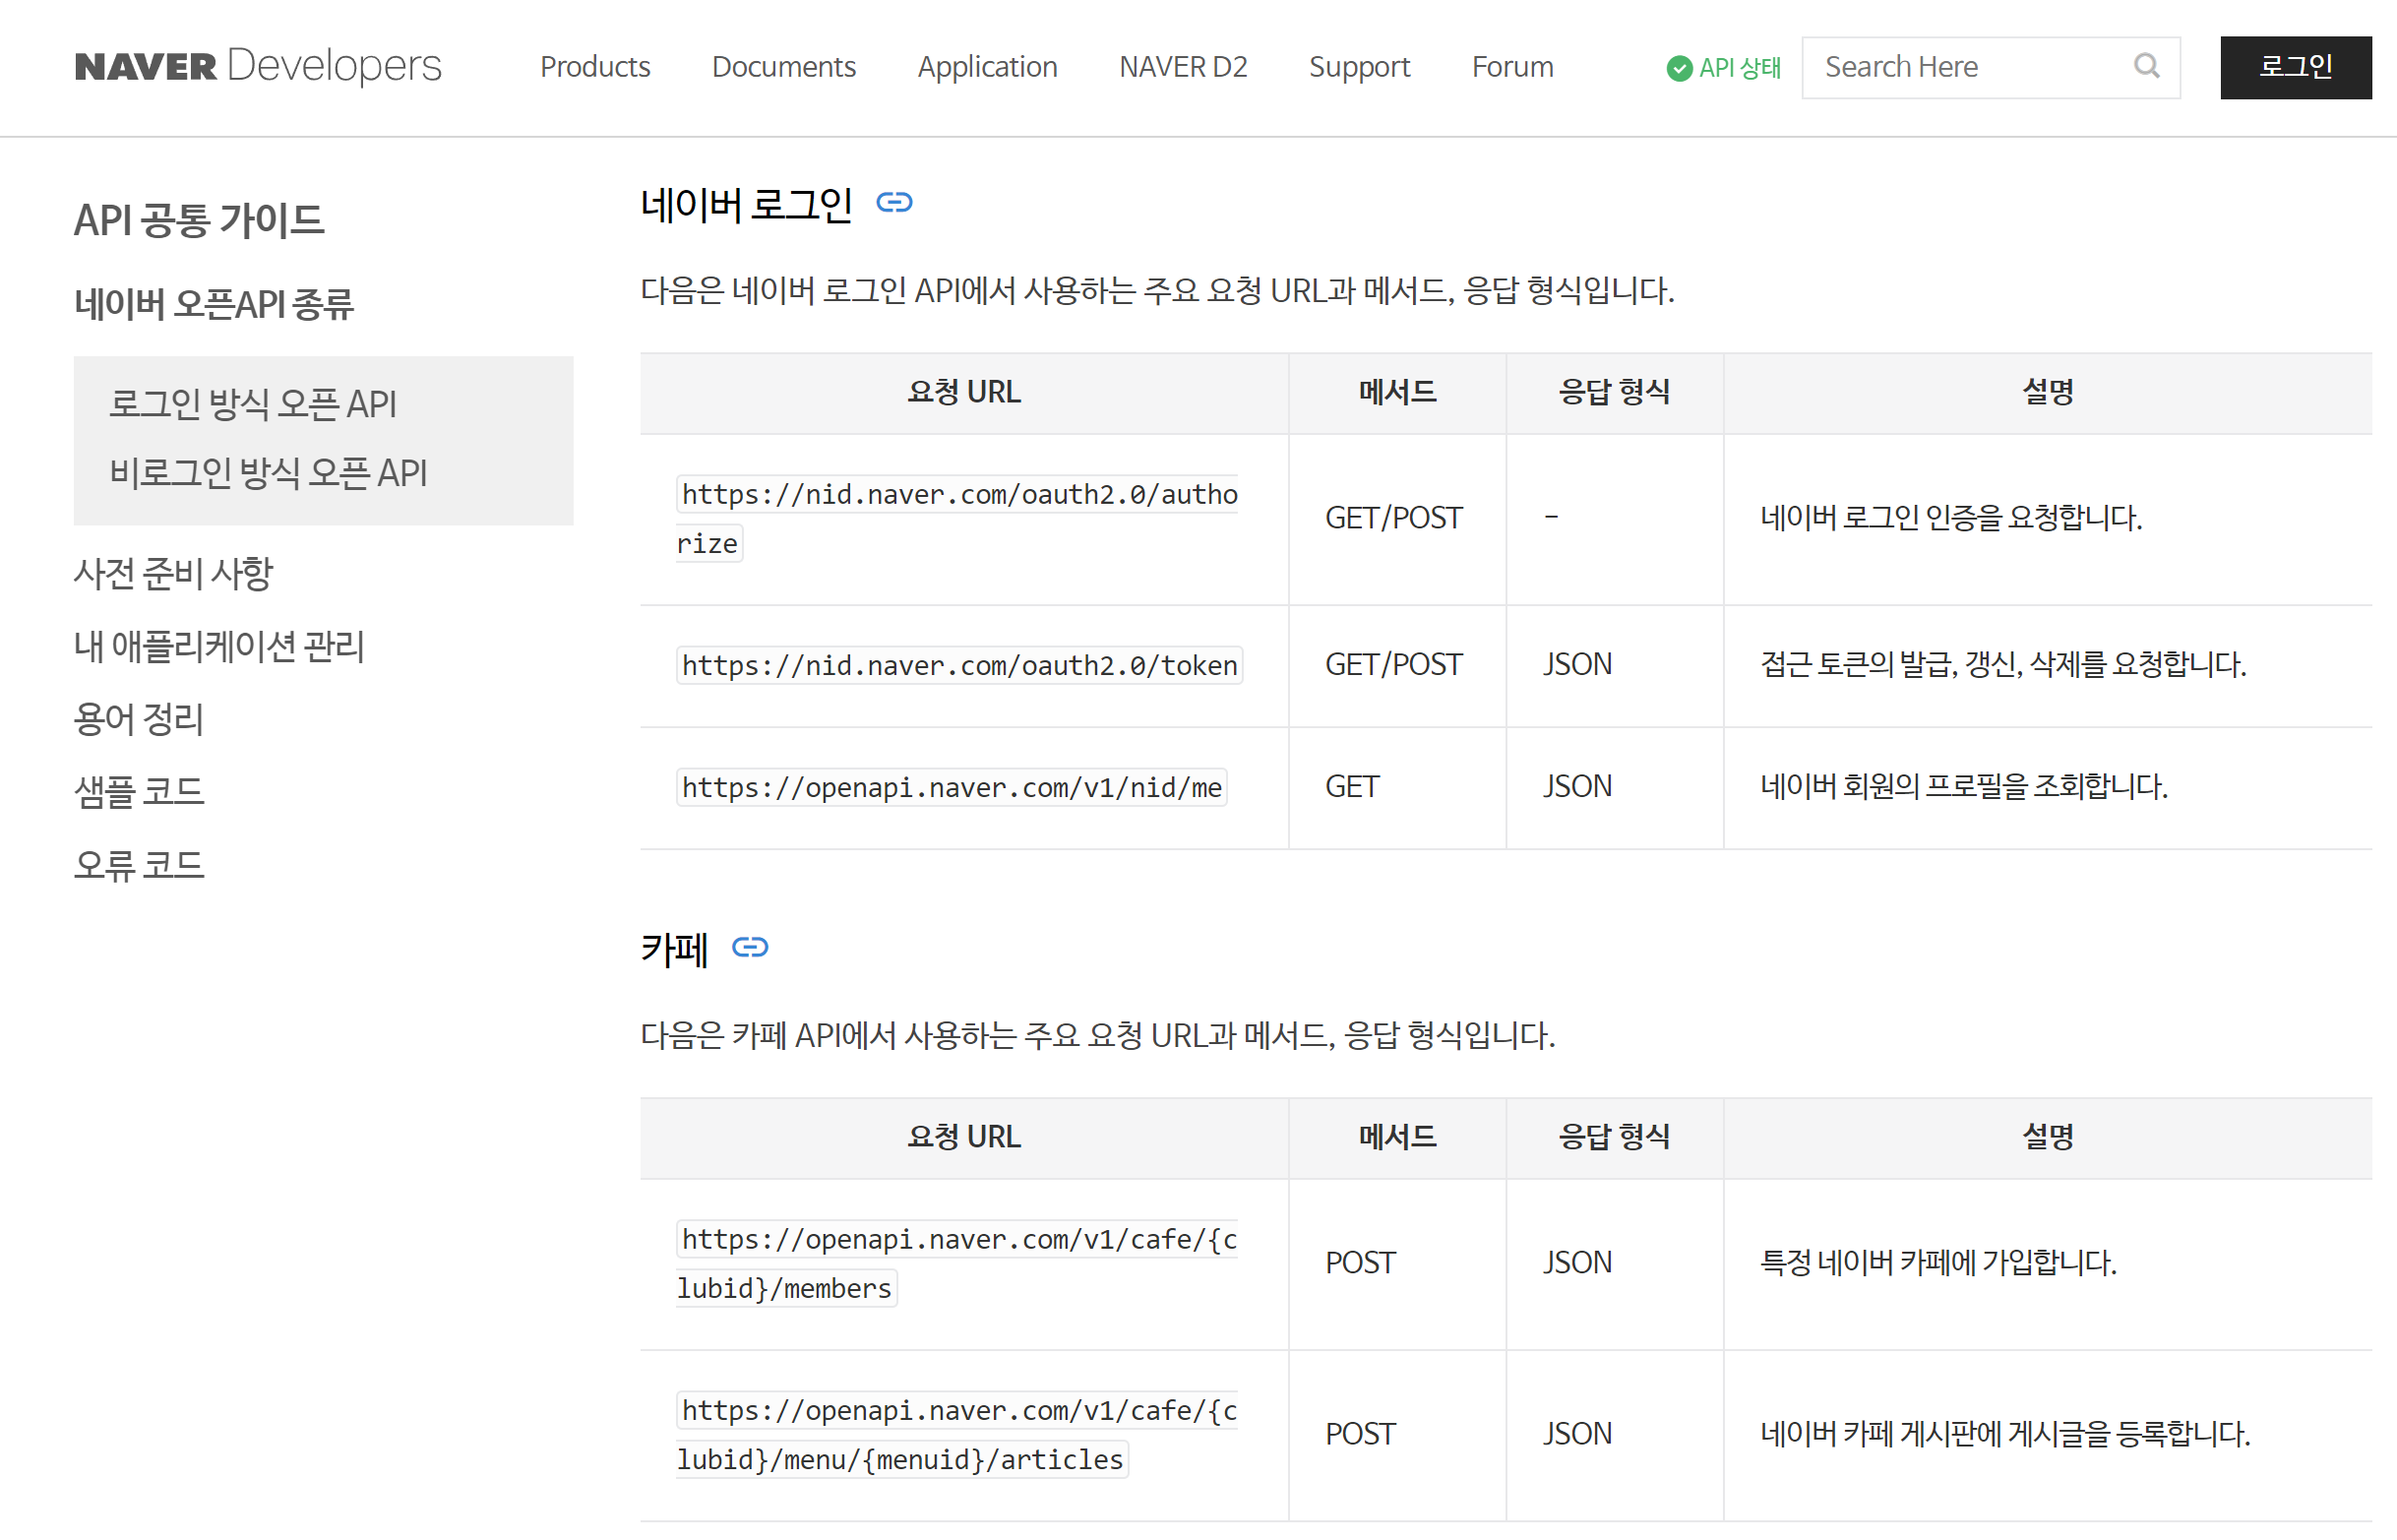 NAVER Developers
Products
Documents
Application
NAVER D2
Support
Forum
API 상태
Search Here
로그인
API 공통 가이드
네이버 오픈API 종류
로그인 방식 오픈 API
비로그인 방식 오픈 API
사전 준비 사항
내 애플리케이션 관리
용어 정리
샘플 코드
오류 코드
네이버 로그인
다음은 네이버 로그인 API에서 사용하는 주요 요청 URL과 메서드, 응답 형식입니다.
요청 URL 메서드 응답 형식 설명
https://nid.naver.com/oauth2.0/autho
rize
GET/POST
-
네이버 로그인 인증을 요청합니다.
https://nid.naver.com/oauth2.0/token GET/POST JSON 접근 토큰의 발급, 갱신, 삭제를 요청합니다.
https://openapi.naver.com/v1/nid/me GET JSON 네이버 회원의 프로필을 조회합니다.
카페
다음은 카페 API에서 사용하는 주요 요청 URL과 메서드, 응답 형식입니다.
요청 URL 메서드 응답 형식 설명
https://openapi.naver.com/v1/cafe/{c
lubid}/members
POST
JSON
특정 네이버 카페에 가입합니다.
https://openapi.naver.com/v1/cafe/{c
lubid}/menu/{menuid}/articles
POST
JSON
네이버 카페 게시판에 게시글을 등록합니다.